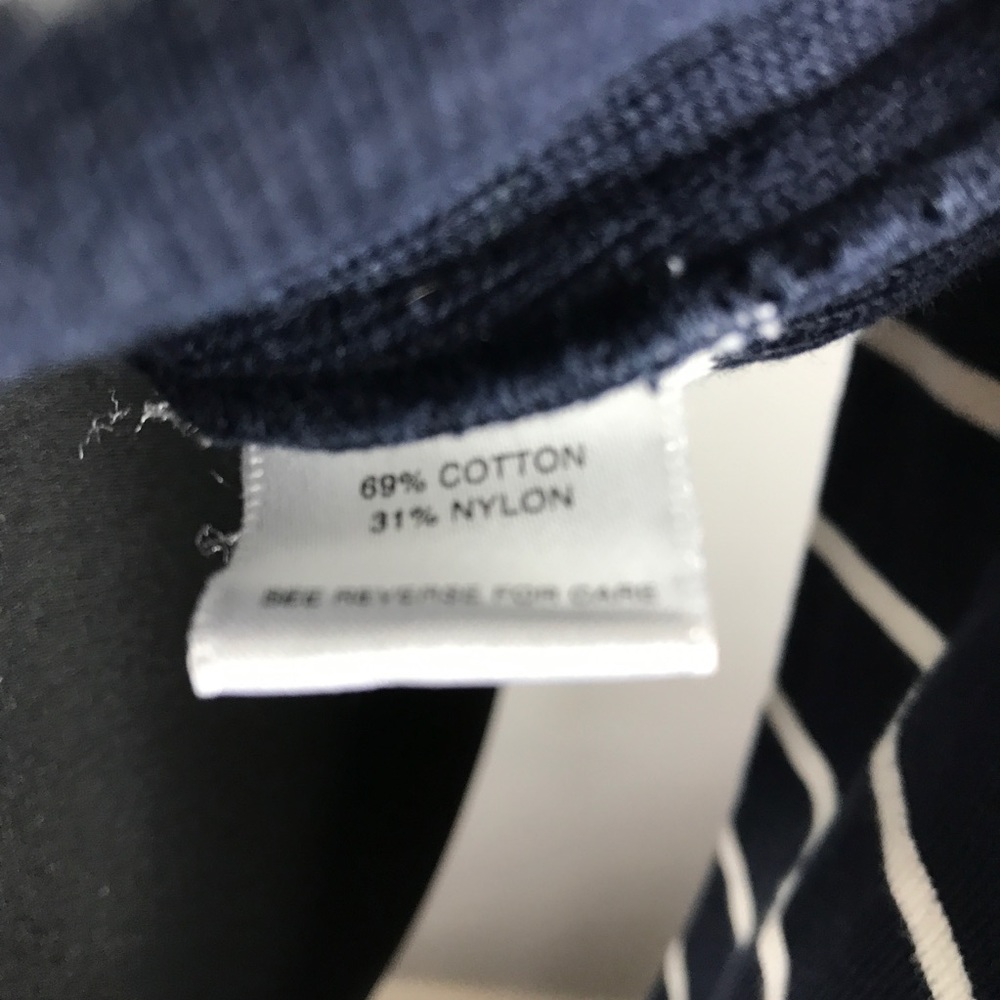 69% COTTON
31% NYLON
SEE REVERSE FOR CARE